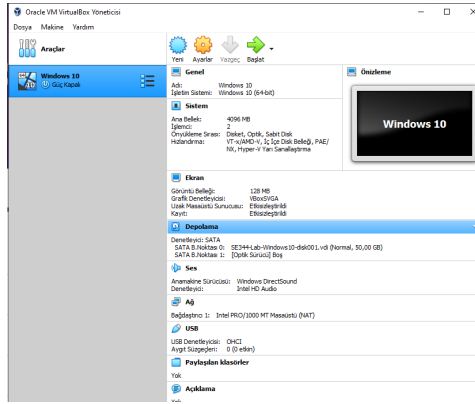 Oracle VM VirtualBox Yöneticisi
Dosya Makine Yardım
Araçlar
Yeni Ayarlar Vazgeç Başlat
Windows 10
Güç Kapalı
Genel
Adı: Windows 10
İşletim Sistemi: Windows 10 (64-bit)
Önizleme
Windows 10
Sistem
Ana Bellek: 4096 MB
İşlemci: 2
Önyükleme Sırası: Disket, Optik, Sabit Disk
Hızlandırma: VT-x/AMD-V, İç İçe Disk Belleği, PAE/
NX, Hyper-V Yarı Sanallaştırma
Ekran
Görüntü Belleği: 128 MB
Grafik Denetleyicisi: VBoxSVGA
Uzak Masaüstü Sunucusu: Etkisizleştirildi
Kayıt: Etkisizleştirildi
Depolama
Denetleyici: SATA
SATA B.Noktası 0: SE344-Lab-Windows10-disk001.vdi (Normal, 50,00 GB)
SATA B.Noktası 1: [Optik Sürücü] Boş
Ses
Anamakine Sürücüsü: Windows DirectSound
Denetleyici: Intel HD Audio
Ağ
Bağdaştırıcı 1: Intel PRO/1000 MT Masaüstü (NAT)
USB
USB Denetleyicisi: OHCI
Aygıt Süzgeçleri: 0 (0 etkin)
Paylaşılan klasörler
Yok
Açıklama
Yok